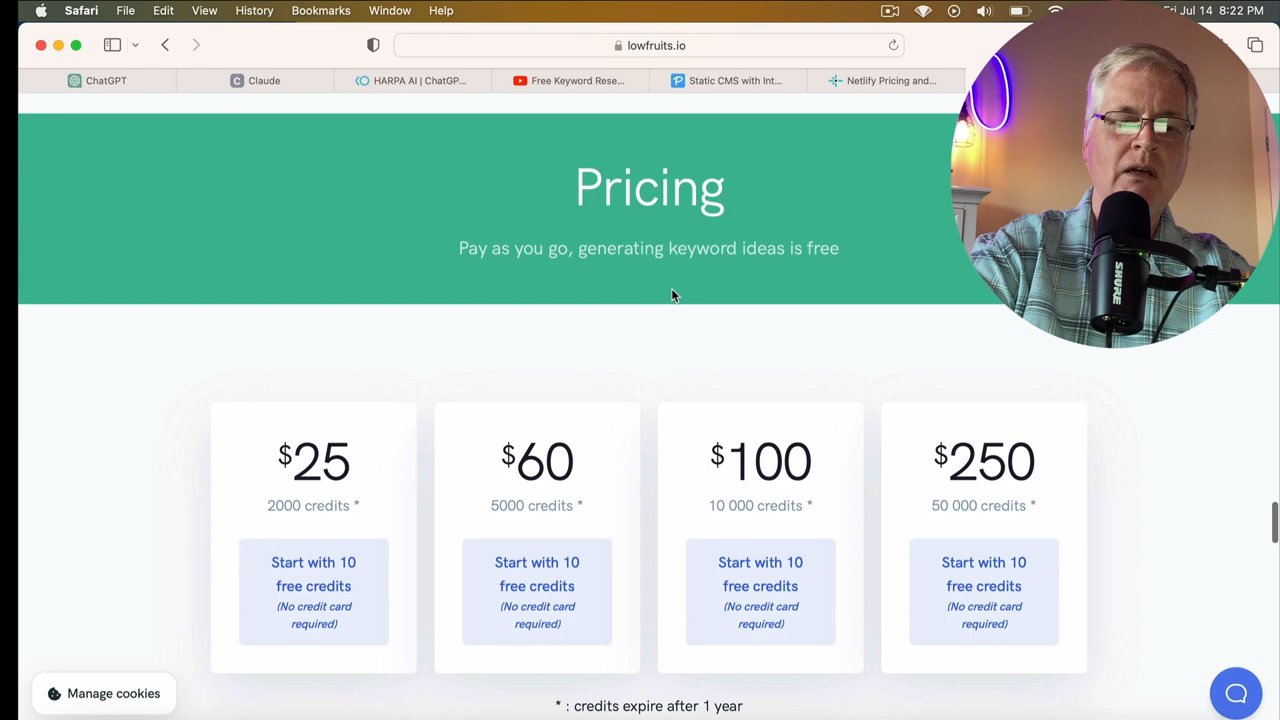 Safari File Edit View History Bookmarks Window Help Fri Jul 14 8:22 PM
lowfruits.io
ChatGPT C Claude HARPA AI | ChatGP... Free Keyword Rese... Static CMS with Int... Netlify Pricing and...
Pricing
Pay as you go, generating keyword ideas is free
$25 $60 $100 $250
2000 credits * 5000 credits * 10 000 credits * 50 000 credits *
Start with 10 Start with 10 Start with 10 Start with 10
free credits free credits free credits free credits
(No credit card (No credit card (No credit card (No credit card
required) required) required) required)
Manage cookies
* : credits expire after 1 year
SHURE